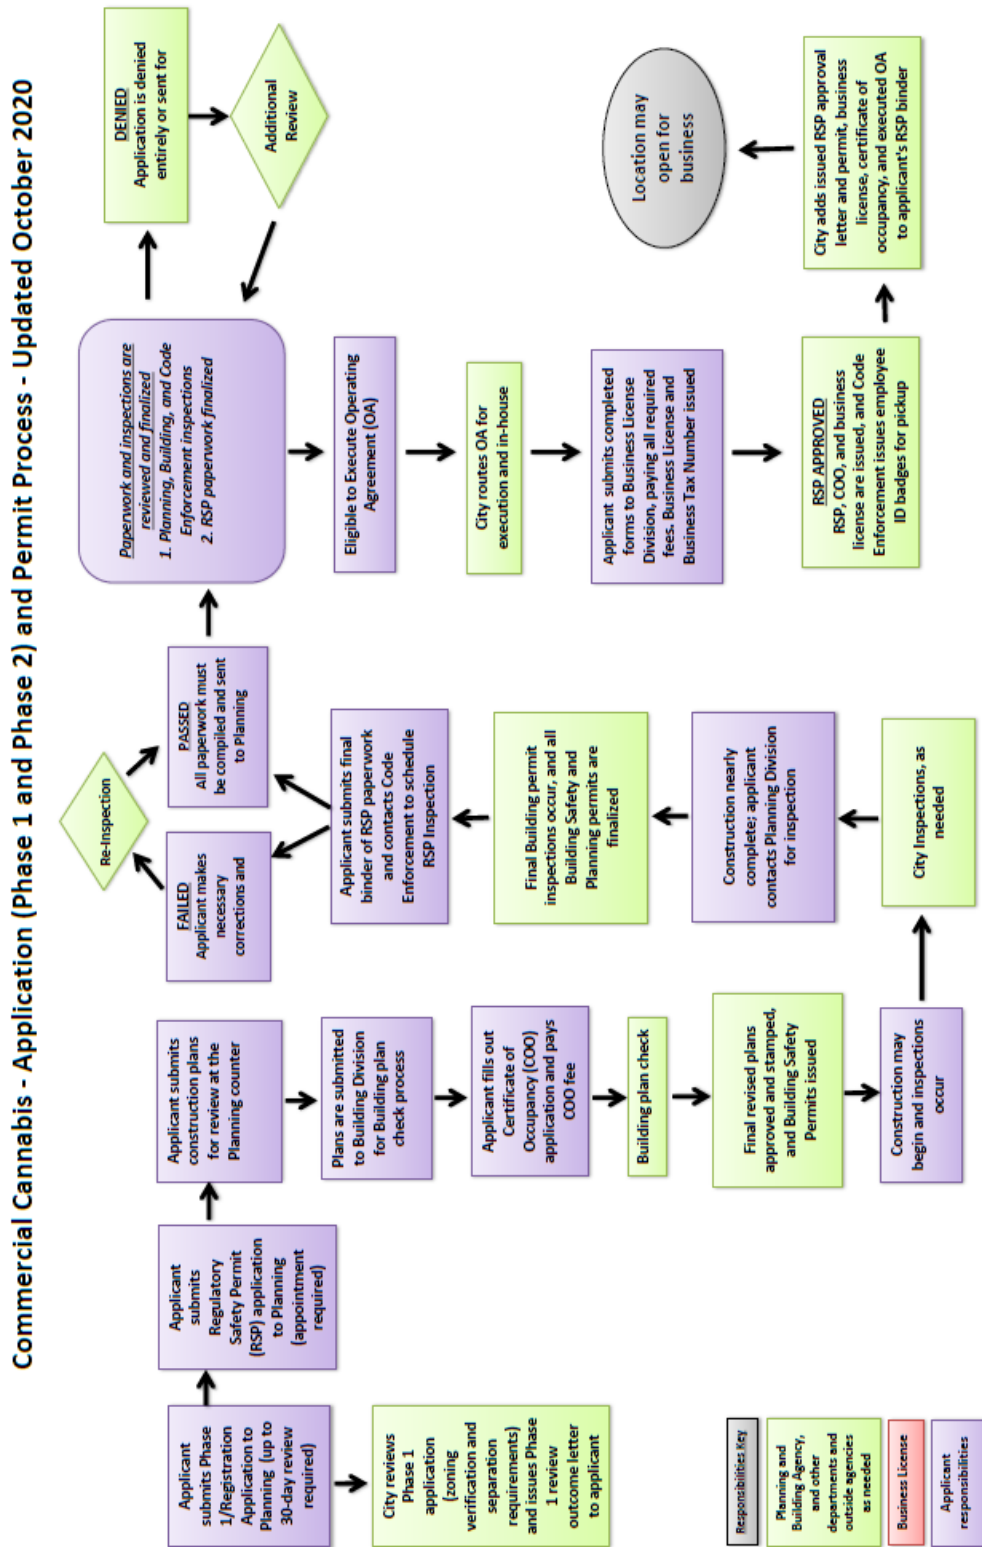 Commercial Cannabis - Application (Phase 1 and Phase 2) and Permit Process - Updated October 2020
Applicant
submits Phase
1/Registration
Application to
Planning (up to
30-day review
required)
City reviews
Phase 1
application
(zoning
verification and
separation
requirements)
and issues Phase
1 review
outcome letter
to applicant
Applicant
submits
Regulatory
Safety Permit
(RSP) application
to Planning
(appointment
required)
Applicant submits
construction plans
for review at the
Planning counter
Plans are submitted
to Building Division
for Building plan
check process
Applicant fills out
Certificate of
Occupancy (COO)
application and pays
COO fee
Building plan check
Final revised plans
approved and stamped,
and Building Safety
Permits issued
Construction may
begin and inspections
occur
City Inspections, as
needed
Construction nearly
complete; applicant
contacts Planning Division
for inspection
Final Building permit
inspections occur, and all
Building Safety and
Planning permits are
finalized
Applicant submits final
binder of RSP paperwork
and contacts Code
Enforcement to schedule
RSP Inspection
FAILED
Applicant makes
necessary
corrections and
Re-Inspection
PASSED
All paperwork must
be compiled and sent
to Planning
Paperwork and inspections are
reviewed and finalized
1. Planning, Building, and Code
Enforcement inspections
2. RSP paperwork finalized
DENIED
Application is denied
entirely or sent for
Additional
Review
Eligible to Execute Operating
Agreement (OA)
City routes OA for
execution and in-house
Applicant submits completed
forms to Business License
Division, paying all required
fees. Business License and
Business Tax Number issued
RSP APPROVED
RSP, COO, and business
license are issued, and Code
Enforcement issues employee
ID badges for pickup
City adds issued RSP approval
letter and permit, business
license, certificate of
occupancy, and executed OA
to applicant's RSP binder
Location may
open for
business
Responsibilities Key
Planning and
Building Agency,
and other
departments and
outside agencies
as needed
Business License
Applicant
responsibilities